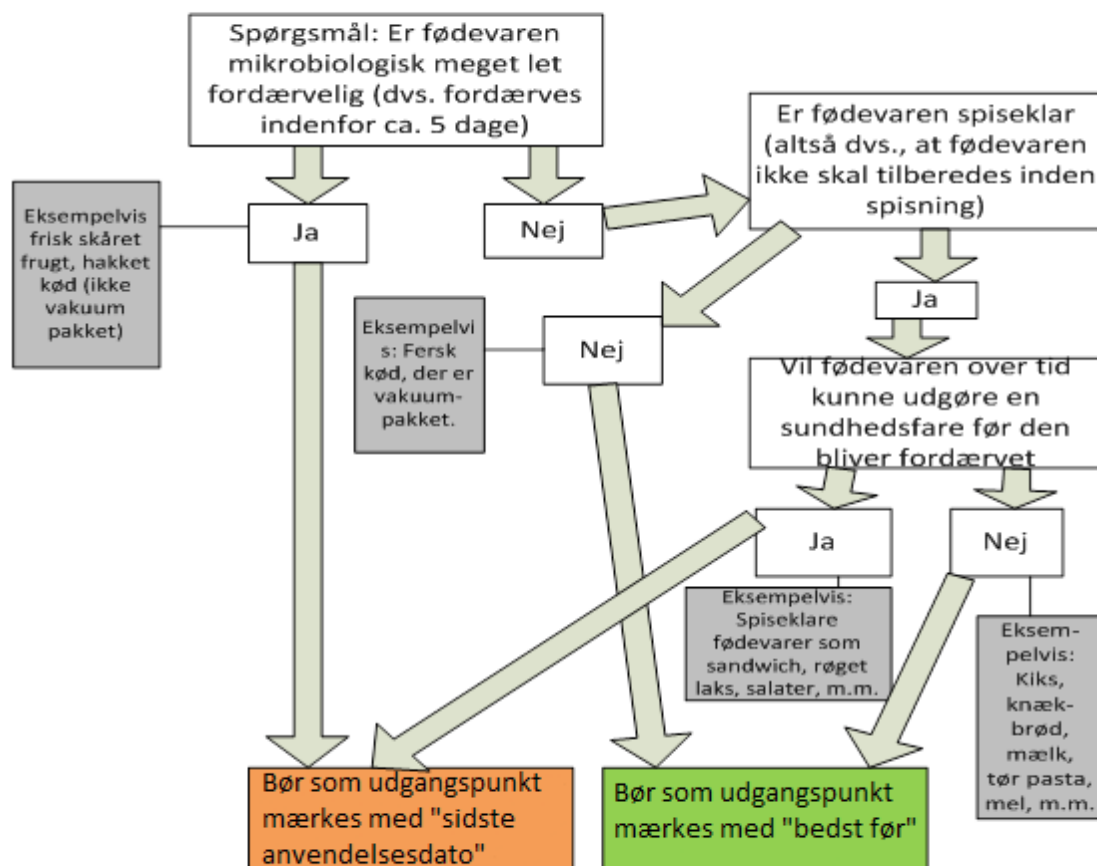 Spørgsmål: Er fødevaren
mikrobiologisk meget let
fordærvelig (dvs. fordærves
indenfor ca. 5 dage)
Er fødevaren spiseklar
(altså dvs., at fødevaren
ikke skal tilberedes inden
spisning)
Eksempelvis
frisk skåret
frugt, hakket
kød (ikke
vakuum
pakket)
Ja
Nej
Ja
Eksempelvi
s: Fersk
kød, der er
vakuum-
pakket.
Nej
Vil fødevaren over tid
kunne udgøre en
sundhedsfare før den
bliver fordærvet
Ja
Nej
Eksempelvis:
Spiseklare
fødevarer som
sandwich, røget
laks, salater, m.m.
Eksem-
pelvis:
Kiks,
knæk-
brød,
mælk,
tør pasta,
mel, m.m.
Bør som udgangspunkt
mærkes med "sidste
anvendelsesdato"
Bør som udgangspunkt
mærkes med "bedst før"